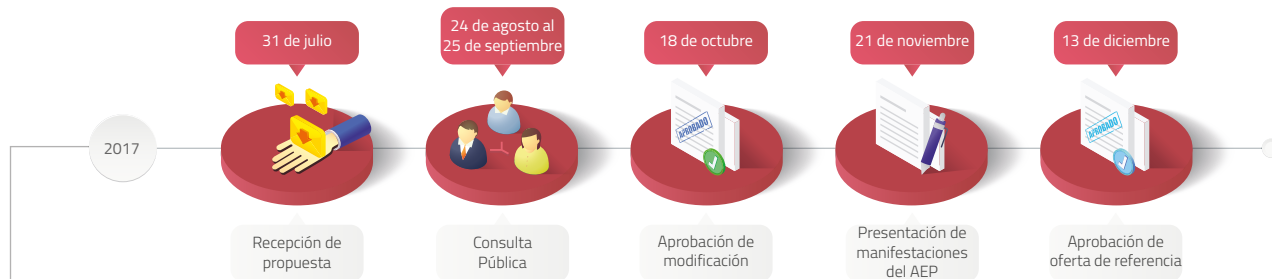 2017
31 de julio
Recepción de
propuesta
24 de agosto al
25 de septiembre
Consulta
Pública
18 de octubre
APROBADO
Aprobación de
modificación
21 de noviembre
Presentación de
manifestaciones
del AEP
13 de diciembre
APROBADO
Aprobación de
oferta de referencia